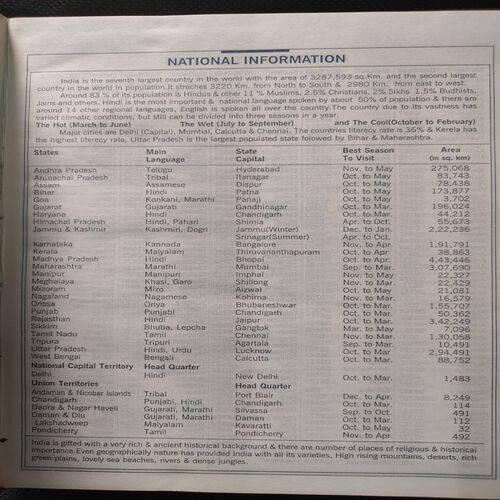 NATIONAL INFORMATION
India is the seventh largest country in the world with the area of 3287,593 sq.Km. and the second largest
country in the world in population.It streches 3220 Km. from North to South & 2980 Km. from east to west.
Around 83 % of its population is Hindus & other 11 % Muslims, 2.5% Christians, 2% Sikhs 1.5% Budhists,
Jains and others. Hindi is the most important & national language spoken by about 50% of population & there are
around 14 other regional languages, English is spoken all over the country.The country due to its vastness has
varied climatic conditions, but still can be divided into three seasons in a year.
The Hot (March to June) The Wet (July to September) and The Cool(October to February)
Major cities are Delhi (Capital), Mumbai, Calcutta & Chennai. The countries literecy rate is 36% & Kerela has
the highest literecy rate, Uttar Pradesh is the largest populated state followed by Bihar & Maharashtra.
States Main Language State Capital Best Season To Visit Area (in sq. km)
Andhra Pradesh Telugu Hyderabad Nov. to May 275,068
Arunachal Pradesh Tribal Itanagar Oct. to May 83,743
Assam Assamese Dispur Oct. to May 78,438
Bihar Hindi Patna Oct. to May 173,877
Goa Konkani, Marathi Panaji Oct. to May 3,702
Gujarat Gujarati Gandhinagar Oct. to Mar. 196,024
Haryana Hindi Chandigarh Oct. to Mar. 44,212
Himachal Pradesh Hindi, Pahari Shimla Apr. to Oct. 55,673
Jammu & Kashmir Kashmiri, Dogri Jammu(Winter) Dec. to Jan. 2,22,236
Srinagar(Summer) Apr. to Oct.
Karnateka Kannada Bangalore Nov. to Apr. 1,91,791
Kerala Malyalam Thiruvananthapuram Oct. to Apr 38,863
Madhya Pradesh Hindi Bhopal Oct. to Apr. 4,43,446
Maharashtra Marathi Mumbai Sep. to Mar. 3,07,690
Manipur Manipuri Imphal Nov. to May 22,327
Meghalaya Khasi, Garo Shillong Nov. to Mar. 22,429
Mizoram Mizo Aizwal Oct. to May 21,081
Nagaland Nagamese Kohima Nov. to Mar. 16,579
Orissa Oriya Bhubaneshwar Oct. to Mar. 1,55,707
Punjab Punjabi Chandigarh Oct. to Mar. 50,362
Rajasthan Hindi Jaipur Oct. to Mar. 3,42,249
Sikkim Bhutia, Lepcha Gangtok Mar. to May 7,096
Tamil Nadu Tamil Chennai Nov. to Mar. 1,30,058
Tripura Tripuri Agartala Sep. to Mar. 10,491
Uttar Pradesh Hindi, Urdu Lucknow Oct. to Mar. 2,94,491
West Bengal Bengali Calcutta Oct. to Mar. 88,752
National Capital Territory Head Quarter
Delhi Hindi New Delhi Oct. to Mar. 1,483
Union Territories Head Quarter
Andaman & Nicobar Islands Tribal Port Blair Dec. to Apr. 8,249
Chandigarh Punjabi, Hindi Chandigarh Oct. to Mar. 114
Dadra & Nagar Haveli Gujarati, Marathi Silvassa Sep. to Oct. 491
Daman & Diu Gujarati, Marathi Daman Oct. to Mar. 112
Lakshadweep Malyalam Kavaratti Oct. to May 32
Pondicherry Tamil Pondicherry Nov. to Apr. 492
India is gifted with a very rich & ancient historical background & there are number of places of religious & historical
importance.Even geographically nature has provided India with all its varieties, High rising mountains, deserts, rich
green plains, lovely sea beaches, rivers & dense jungles.